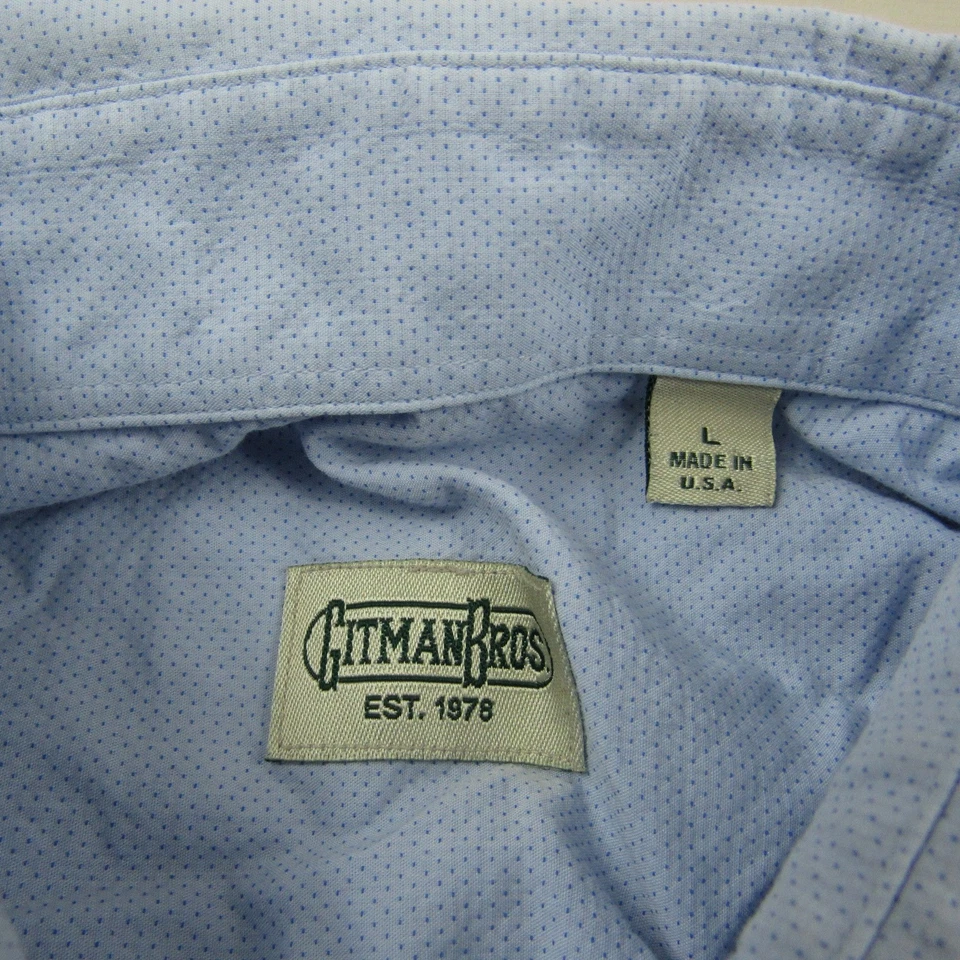 L
MADE IN
U.S.A.
GITMAN BROS.
EST. 1978